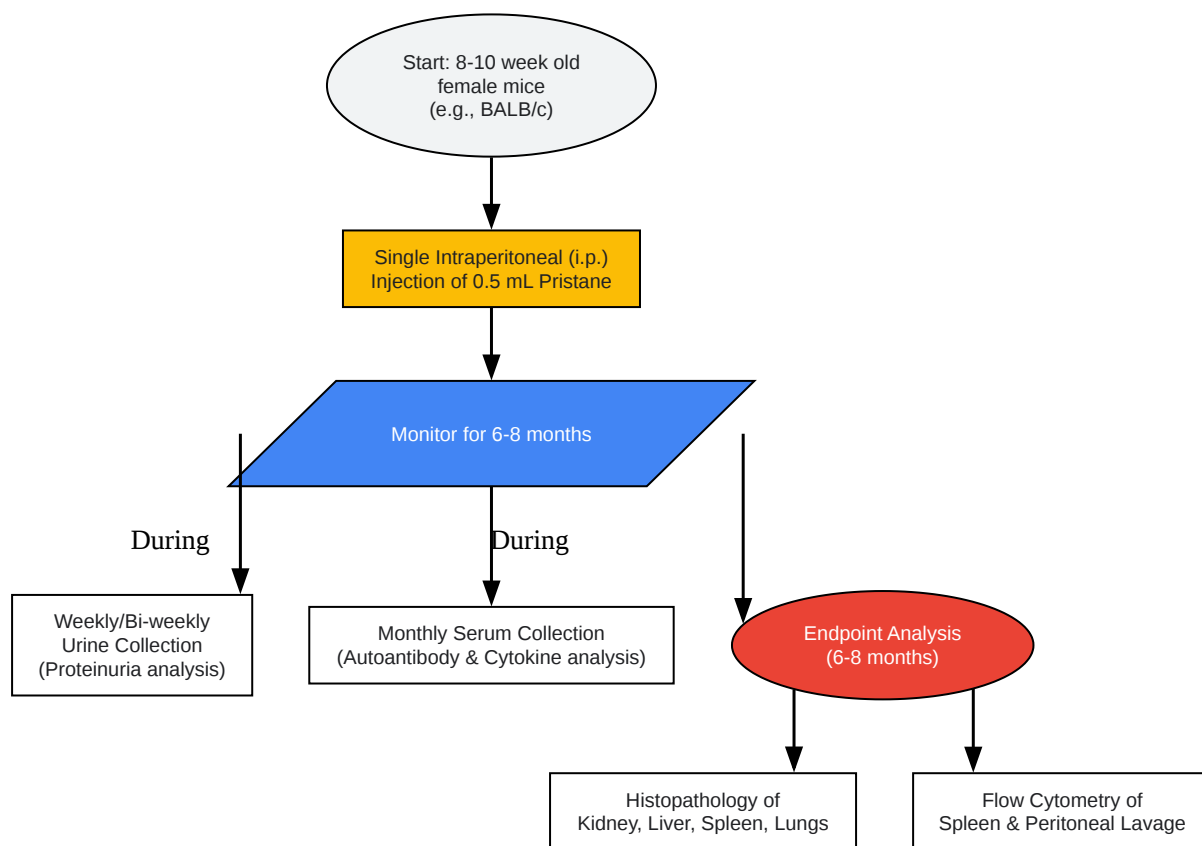 Start: 8-10 week old
female mice
(e.g., BALB/c)
Single Intraperitoneal (i.p.)
Injection of 0.5 mL Pristane
Monitor for 6-8 months
During
During
Weekly/Bi-weekly
Urine Collection
(Proteinuria analysis)
Monthly Serum Collection
(Autoantibody & Cytokine analysis)
Endpoint Analysis
(6-8 months)
Histopathology of
Kidney, Liver, Spleen, Lungs
Flow Cytometry of
Spleen & Peritoneal Lavage